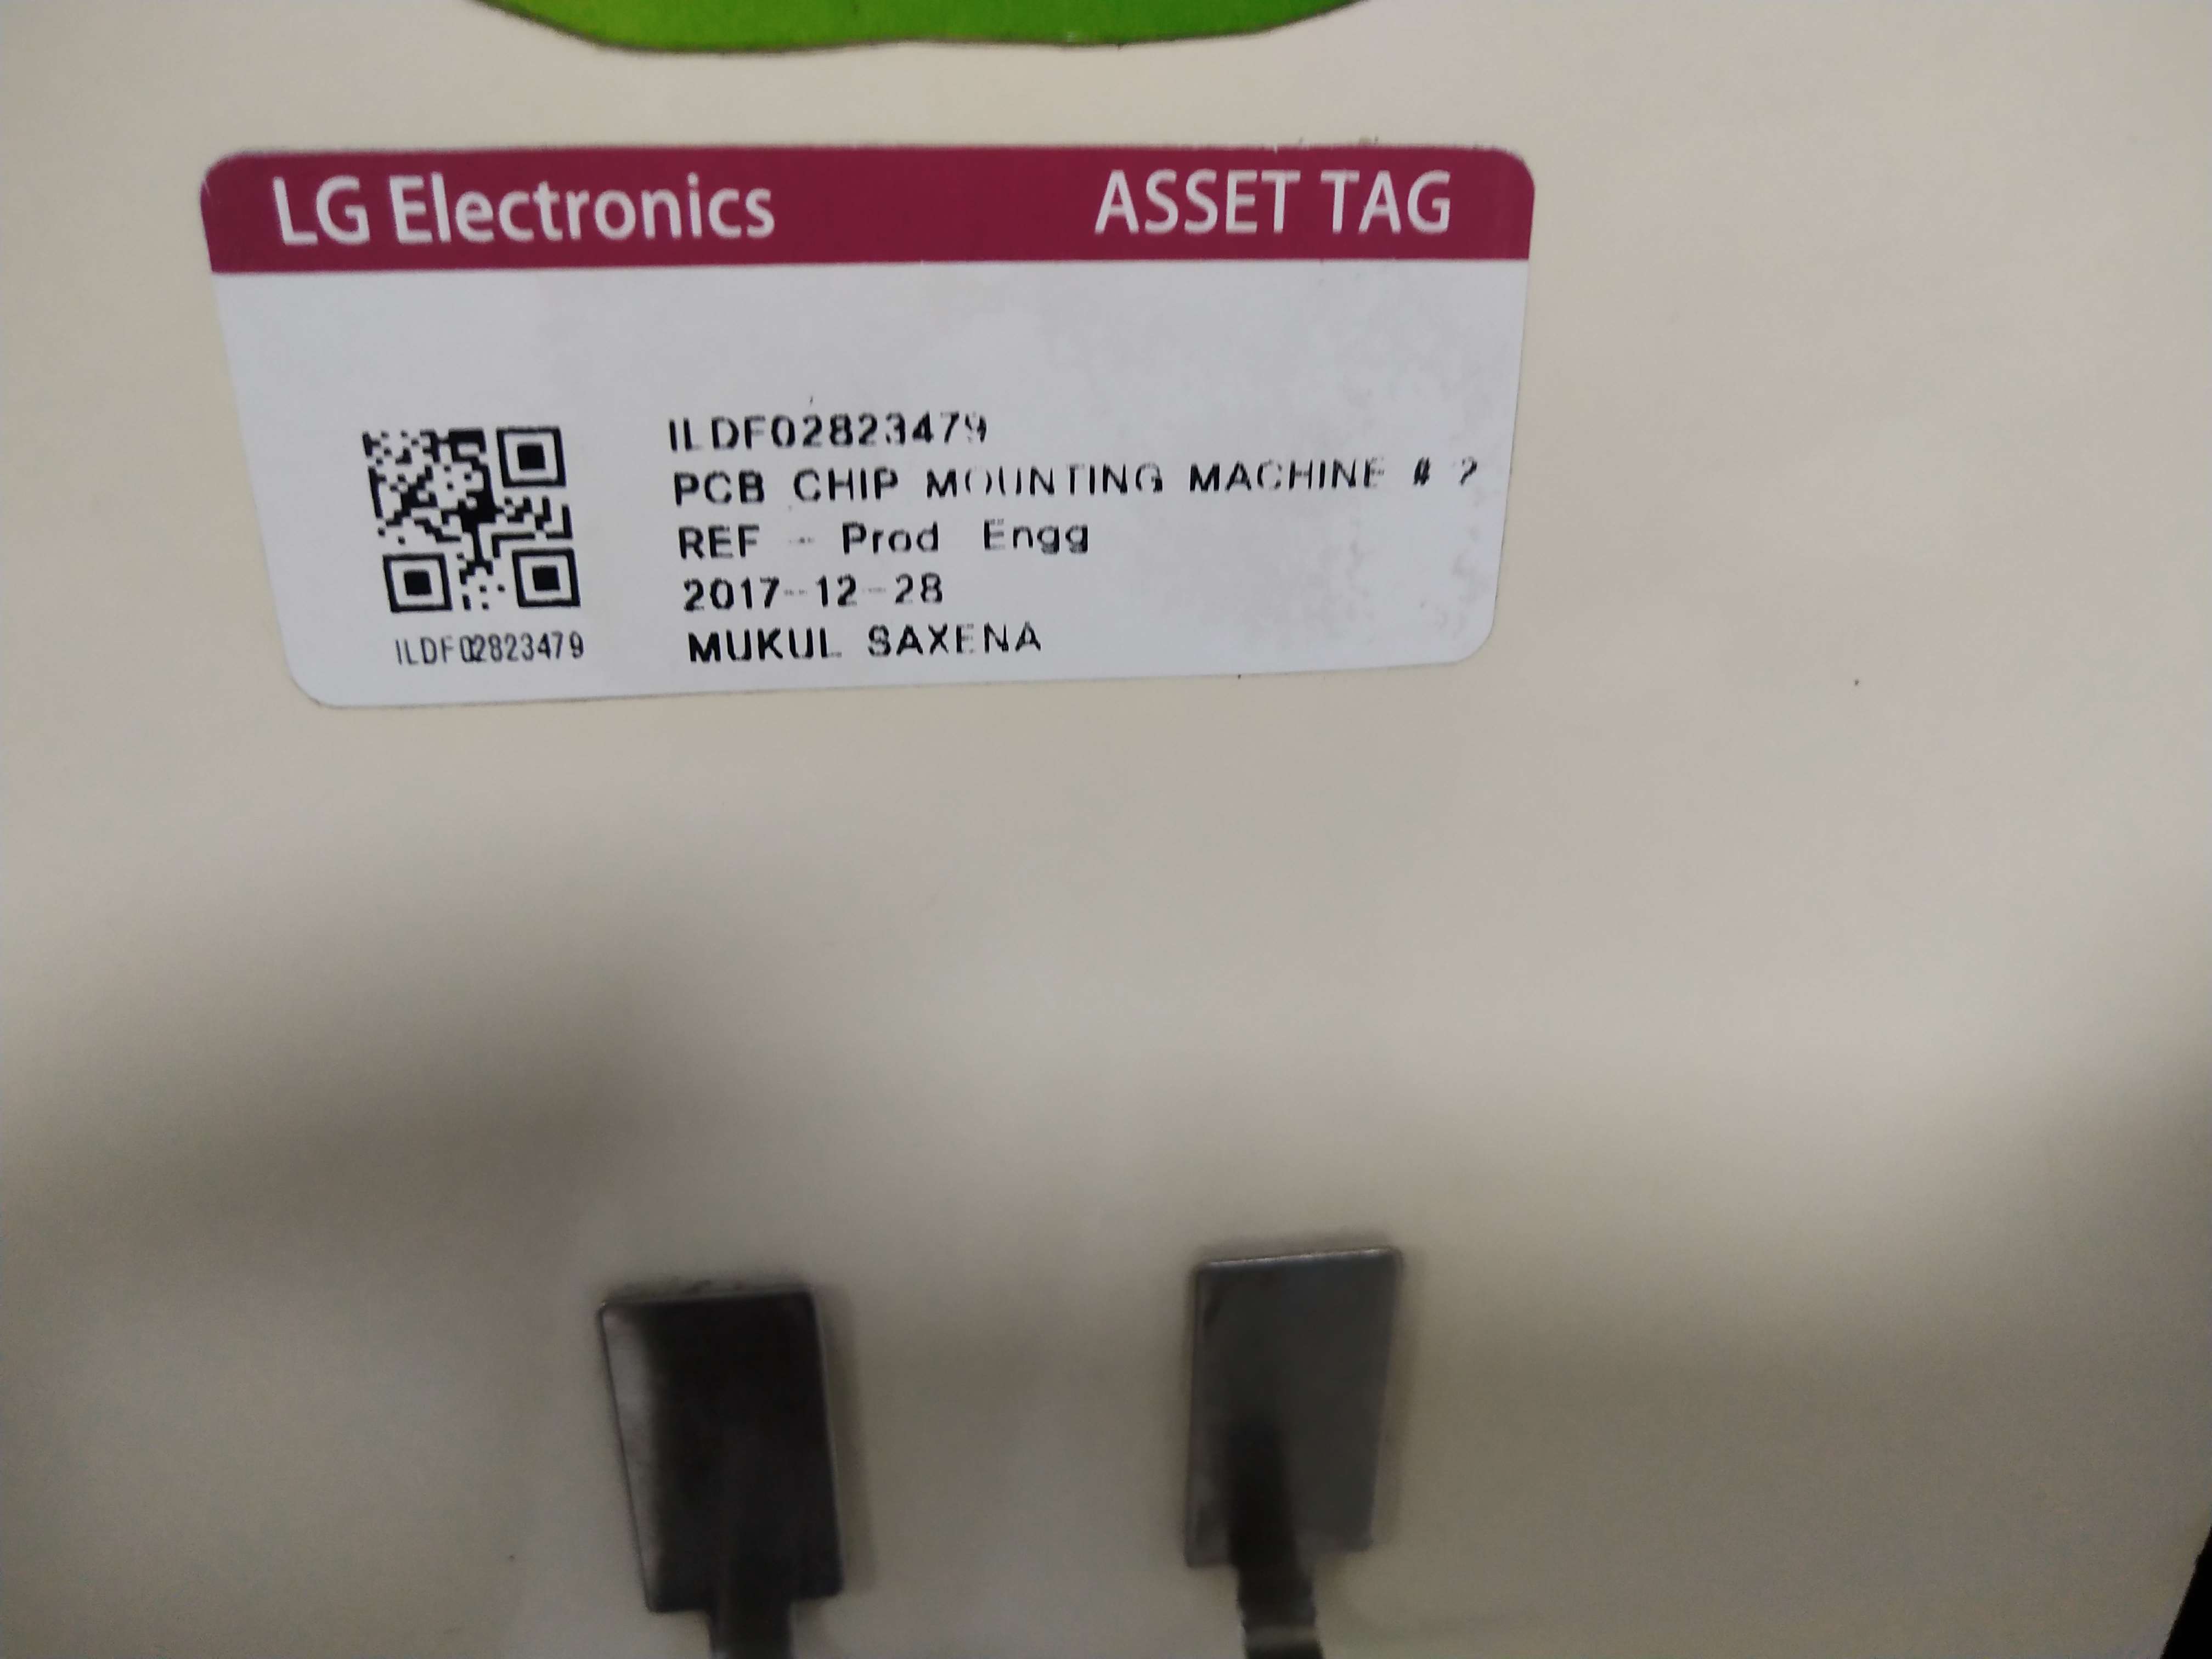 LG Electronics ASSET TAG
ILDF02823479
PCB CHIP MOUNTING MACHINE # 2
REF - Prod Engg
2017-12-28
MUKUL SAXENA
ILDF02823479